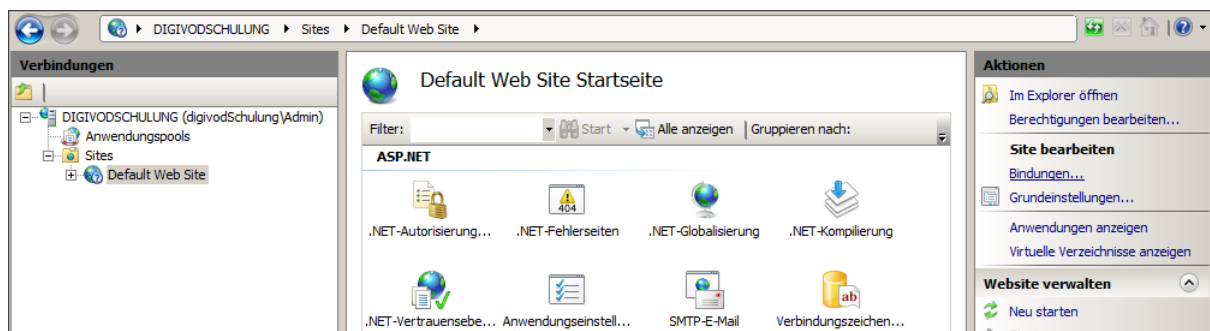 DIGIVODSCHULUNG Sites Default Web Site
Verbindungen
DIGIVODSCHULUNG (digivodSchulung\Admin)
Anwendungspools
Sites
Default Web Site
Default Web Site Startseite
Filter: Start Alle anzeigen Gruppieren nach:
ASP.NET
404
.NET-Autorisierung... .NET-Fehlerseiten .NET-Globalisierung .NET-Kompilierung
ab
.NET-Vertrauensebe... Anwendungseinstell... SMTP-E-Mail Verbindungszeichen...
Aktionen
Im Explorer öffnen
Berechtigungen bearbeiten...
Site bearbeiten
Bindungen...
Grundeinstellungen...
Anwendungen anzeigen
Virtuelle Verzeichnisse anzeigen
Website verwalten
Neu starten